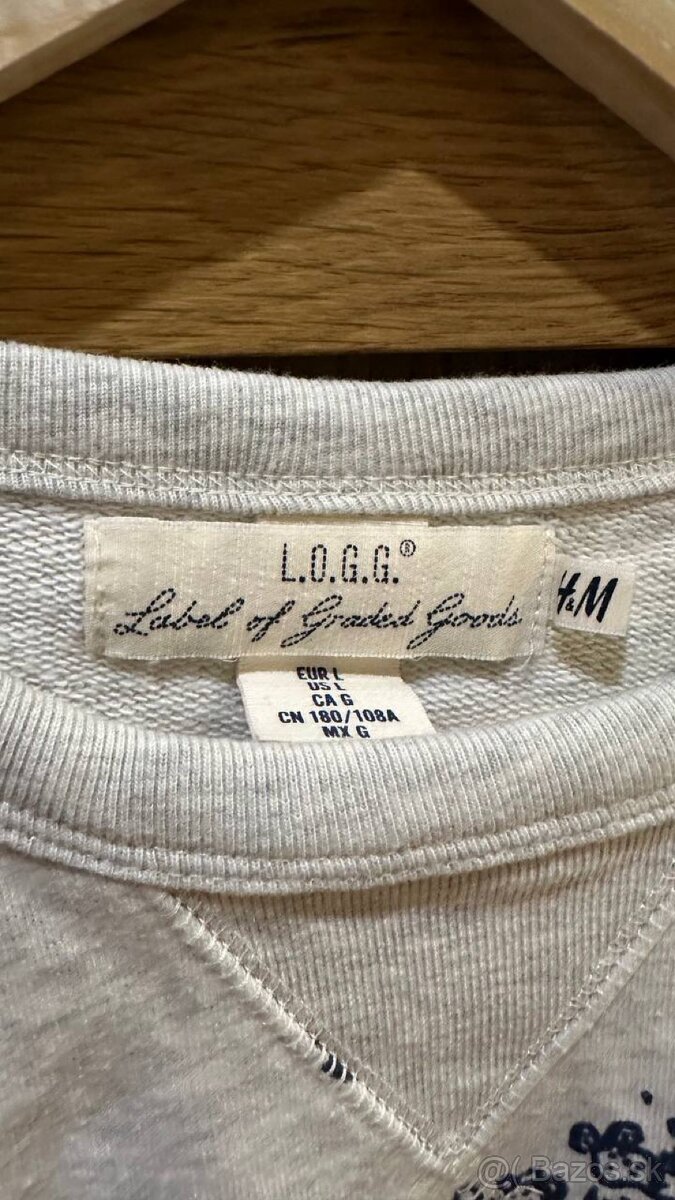 L.O.G.G.®
Label of Graded Goods
H&M
EUR L
US L
CA G
CN 180/108A
MX G
@( Bazos.sk